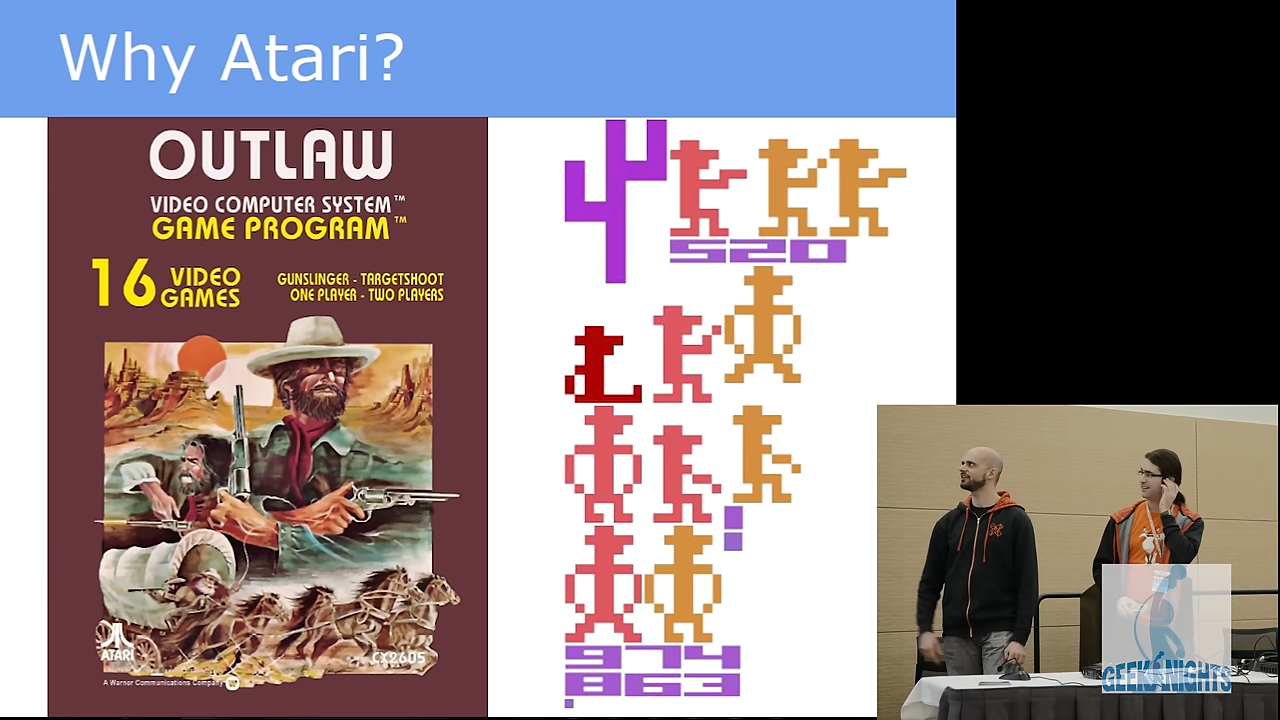 Why Atari?
OUTLAW
VIDEO COMPUTER SYSTEM™
GAME PROGRAM™
16 VIDEO GAMES
GUNSLINGER - TARGETSHOOT
ONE PLAYER - TWO PLAYERS
ATARI
CX2605
A Warner Communications Company
520
974
863
GEEKNIGHTS